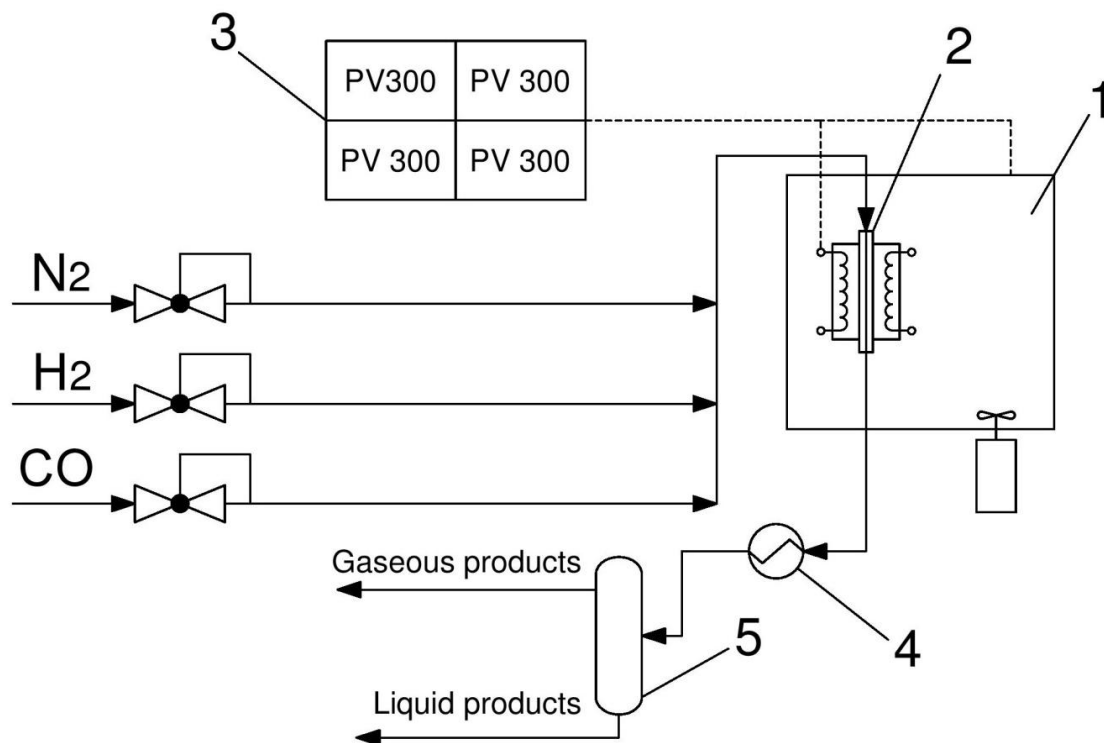 3
PV300 PV 300
PV 300 PV 300
2
1
N2
H2
CO
Gaseous products
4
5
Liquid products